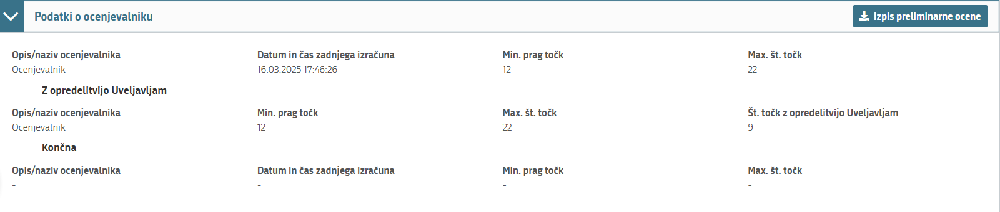 Podatki o ocenjevalniku
Izpis preliminarne ocene
Opis/naziv ocenjevalnika Datum in čas zadnjega izračuna Min. prag točk Max. št. točk
Ocenjevalnik 16.03.2025 17:46:26 12 22
Z opredelitvijo Uveljavljam
Opis/naziv ocenjevalnika Min. prag točk Max. št. točk Št. točk z opredelitvijo Uveljavljam
Ocenjevalnik 12 22 9
Končna
Opis/naziv ocenjevalnika Datum in čas zadnjega izračuna Min. prag točk Max. št. točk
- - - -